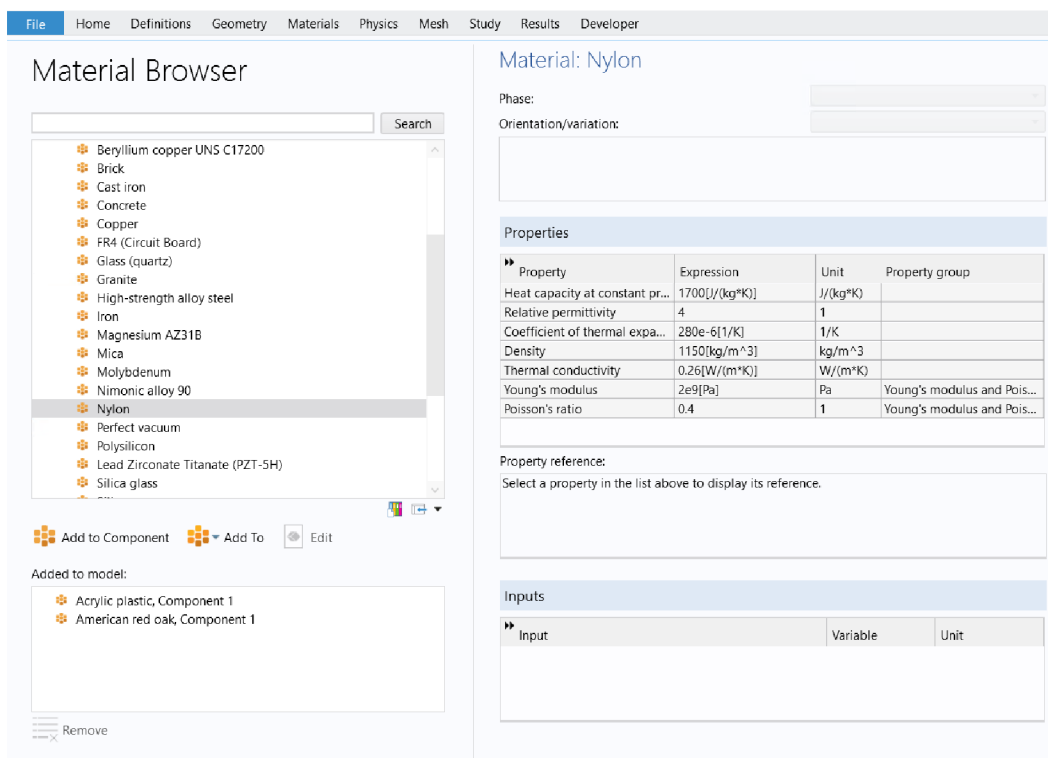 File Home Definitions Geometry Materials Physics Mesh Study Results Developer
Material Browser
Search
Beryllium copper UNS C17200
Brick
Cast iron
Concrete
Copper
FR4 (Circuit Board)
Glass (quartz)
Granite
High-strength alloy steel
Iron
Magnesium AZ31B
Mica
Molybdenum
Nimonic alloy 90
Nylon
Perfect vacuum
Polysilicon
Lead Zirconate Titanate (PZT-5H)
Silica glass
Add to Component Add To Edit
Added to model:
Acrylic plastic, Component 1
American red oak, Component 1
Remove
Material: Nylon
Phase:
Orientation/variation:
Properties
Property Expression Unit Property group
Heat capacity at constant pr... 1700[J/(kg*K)] J/(kg*K)
Relative permittivity 4 1
Coefficient of thermal expa... 280e-6[1/K] 1/K
Density 1150[kg/m^3] kg/m^3
Thermal conductivity 0.26[W/(m*K)] W/(m*K)
Young's modulus 2e9[Pa] Pa Young's modulus and Pois...
Poisson's ratio 0.4 1 Young's modulus and Pois...
Property reference:
Select a property in the list above to display its reference.
Inputs
Input Variable Unit